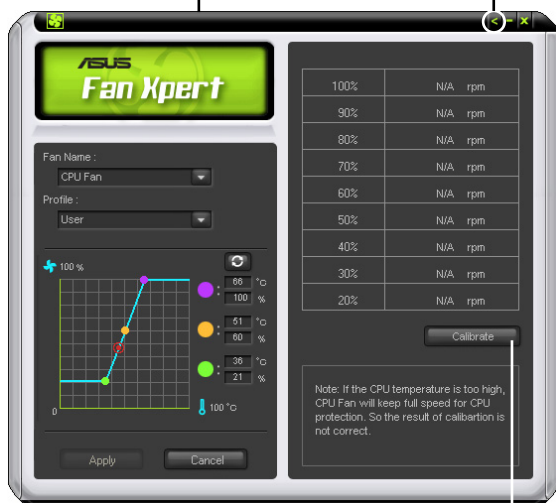 < - x
ASUS
Fan Xpert
Fan Name :
CPU Fan
Profile :
User
100 %
66 °C
100 %
51 °C
60 %
36 °C
21 %
0
100 °C
Apply
Cancel
100% N/A rpm
90% N/A rpm
80% N/A rpm
70% N/A rpm
60% N/A rpm
50% N/A rpm
40% N/A rpm
30% N/A rpm
20% N/A rpm
Calibrate
Note: If the CPU temperature is too high,
CPU Fan will keep full speed for CPU
protection. So the result of calibartion is
not correct.